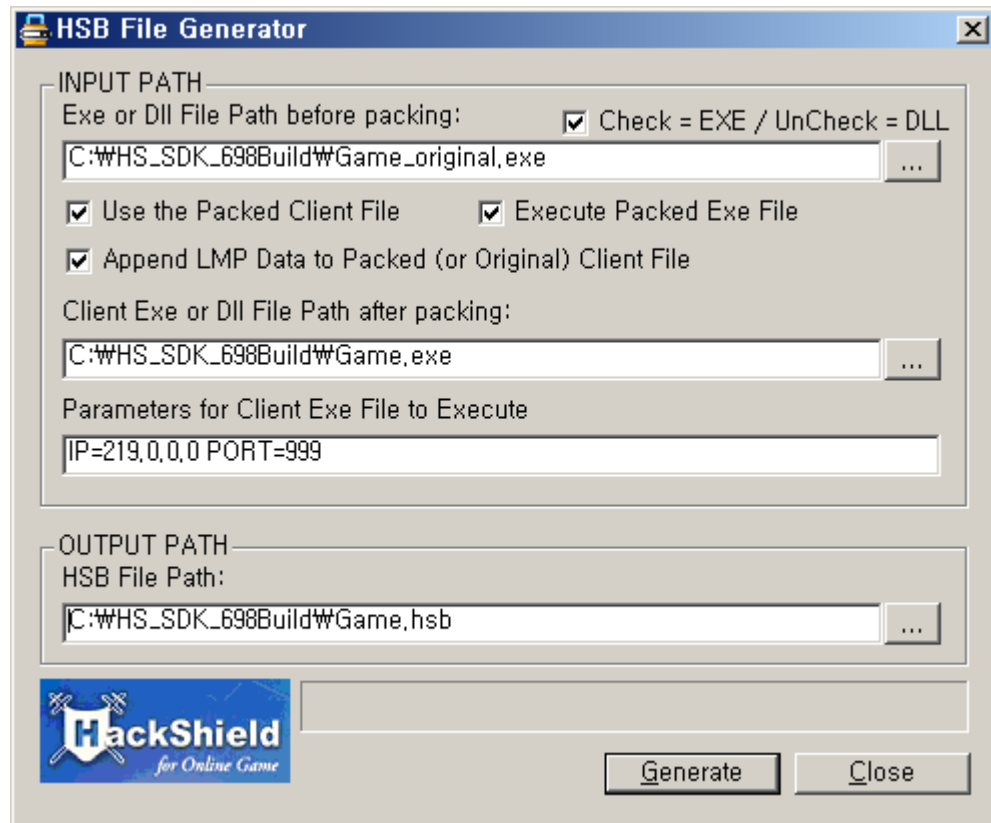 HSB File Generator
INPUT PATH
Exe or Dll File Path before packing:
Check = EXE / UnCheck = DLL
C:₩HS_SDK_698Build₩Game_original.exe
...
Use the Packed Client File
Execute Packed Exe File
Append LMP Data to Packed (or Original) Client File
Client Exe or Dll File Path after packing:
C:₩HS_SDK_698Build₩Game.exe
...
Parameters for Client Exe File to Execute
IP=219.0.0.0 PORT=999
OUTPUT PATH
HSB File Path:
C:₩HS_SDK_698Build₩Game.hsb
...
HackShield
for Online Game
Generate
Close